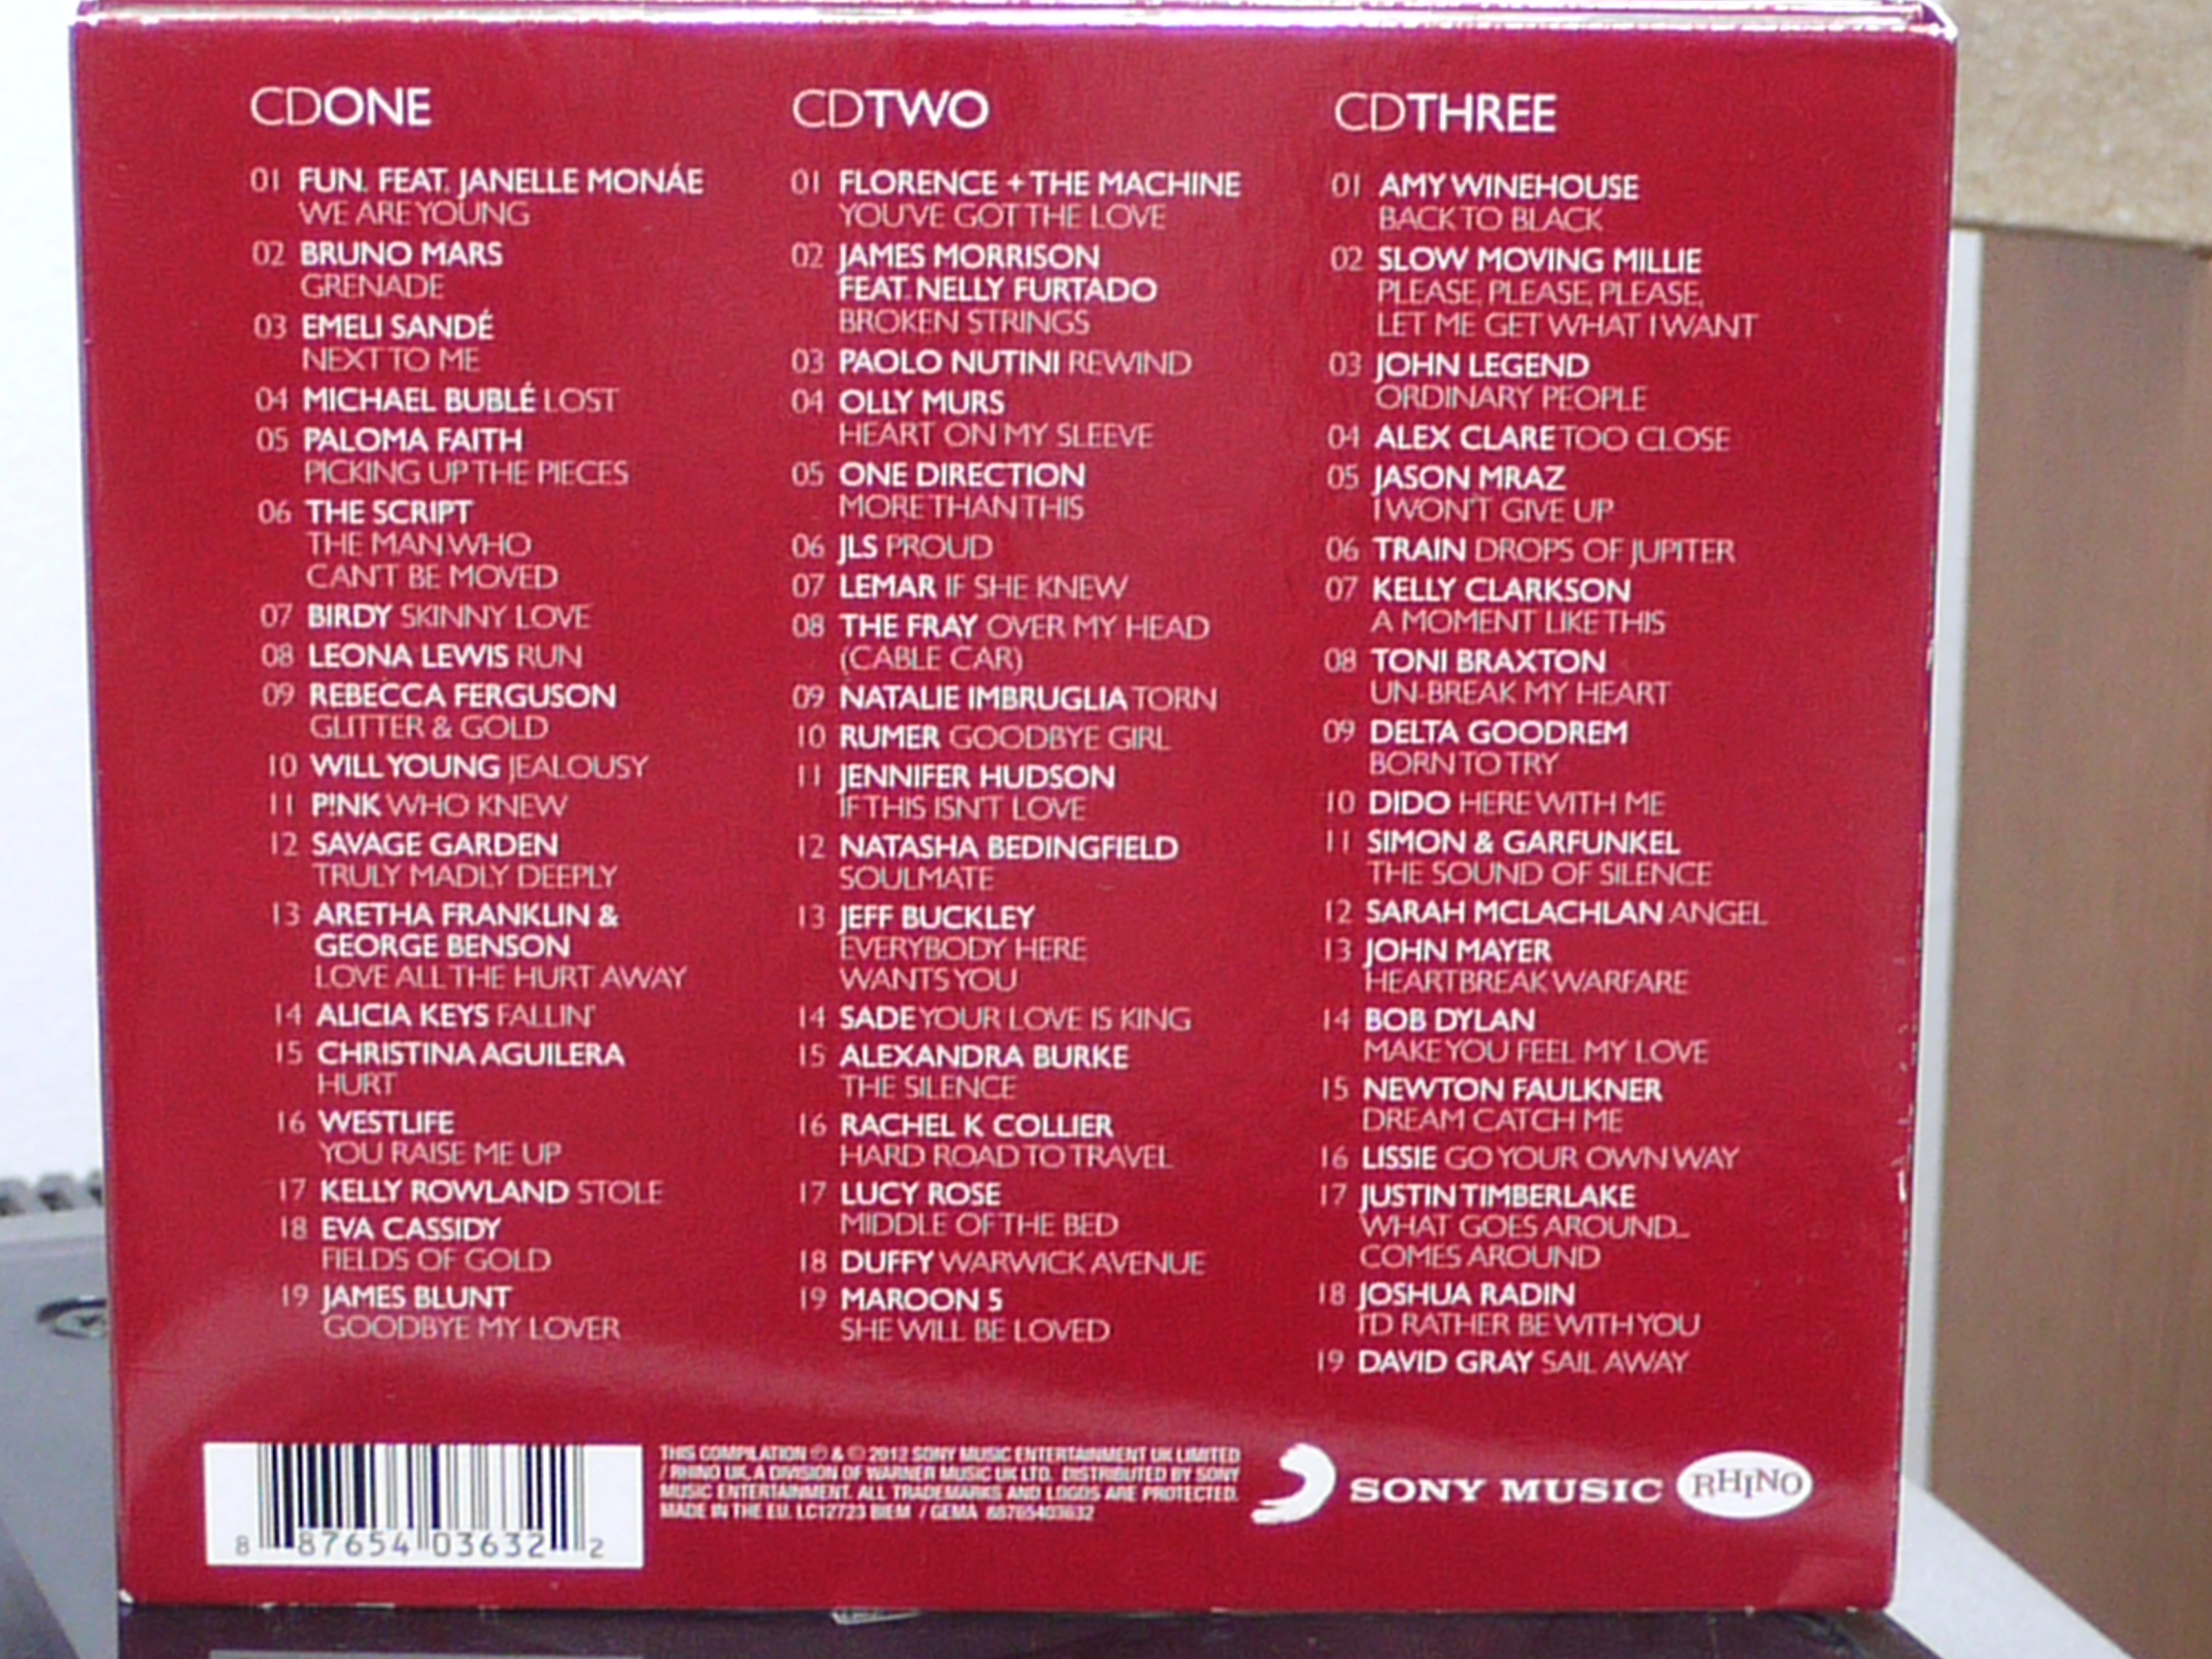 CDONE
01 FUN. FEAT. JANELLE MONÁE
WE ARE YOUNG
02 BRUNO MARS
GRENADE
03 EMELI SANDÉ
NEXT TO ME
04 MICHAEL BUBLÉ LOST
05 PALOMA FAITH
PICKING UP THE PIECES
06 THE SCRIPT
THE MAN WHO
CAN'T BE MOVED
07 BIRDY SKINNY LOVE
08 LEONA LEWIS RUN
09 REBECCA FERGUSON
GLITTER & GOLD
10 WILL YOUNG JEALOUSY
11 P!NK WHO KNEW
12 SAVAGE GARDEN
TRULY MADLY DEEPLY
13 ARETHA FRANKLIN &
GEORGE BENSON
LOVE ALL THE HURT AWAY
14 ALICIA KEYS FALLIN'
15 CHRISTINA AGUILERA
HURT
16 WESTLIFE
YOU RAISE ME UP
17 KELLY ROWLAND STOLE
18 EVA CASSIDY
FIELDS OF GOLD
19 JAMES BLUNT
GOODBYE MY LOVER
CDTWO
01 FLORENCE + THE MACHINE
YOU'VE GOT THE LOVE
02 JAMES MORRISON
FEAT. NELLY FURTADO
BROKEN STRINGS
03 PAOLO NUTINI REWIND
04 OLLY MURS
HEART ON MY SLEEVE
05 ONE DIRECTION
MORE THAN THIS
06 JLS PROUD
07 LEMAR IF SHE KNEW
08 THE FRAY OVER MY HEAD
(CABLE CAR)
09 NATALIE IMBRUGLIA TORN
10 RUMER GOODBYE GIRL
11 JENNIFER HUDSON
IF THIS ISN'T LOVE
12 NATASHA BEDINGFIELD
SOULMATE
13 JEFF BUCKLEY
EVERYBODY HERE
WANTS YOU
14 SADE YOUR LOVE IS KING
15 ALEXANDRA BURKE
THE SILENCE
16 RACHEL K COLLIER
HARD ROAD TO TRAVEL
17 LUCY ROSE
MIDDLE OF THE BED
18 DUFFY WARWICK AVENUE
19 MAROON 5
SHE WILL BE LOVED
CDTHREE
01 AMY WINEHOUSE
BACK TO BLACK
02 SLOW MOVING MILLIE
PLEASE, PLEASE, PLEASE,
LET ME GET WHAT I WANT
03 JOHN LEGEND
ORDINARY PEOPLE
04 ALEX CLARE TOO CLOSE
05 JASON MRAZ
I WON'T GIVE UP
06 TRAIN DROPS OF JUPITER
07 KELLY CLARKSON
A MOMENT LIKE THIS
08 TONI BRAXTON
UN-BREAK MY HEART
09 DELTA GOODREM
BORN TO TRY
10 DIDO HERE WITH ME
11 SIMON & GARFUNKEL
THE SOUND OF SILENCE
12 SARAH MCLACHLAN ANGEL
13 JOHN MAYER
HEARTBREAK WARFARE
14 BOB DYLAN
MAKE YOU FEEL MY LOVE
15 NEWTON FAULKNER
DREAM CATCH ME
16 LISSIE GO YOUR OWN WAY
17 JUSTIN TIMBERLAKE
WHAT GOES AROUND...
COMES AROUND
18 JOSHUA RADIN
I'D RATHER BE WITH YOU
19 DAVID GRAY SAIL AWAY
8 87654 03632 2
THIS COMPILATION ℗ & © 2012 SONY MUSIC ENTERTAINMENT UK LIMITED
/ RHINO UK, A DIVISION OF WARNER MUSIC UK LTD. DISTRIBUTED BY SONY
MUSIC ENTERTAINMENT. ALL TRADEMARKS AND LOGOS ARE PROTECTED.
MADE IN THE EU. LC12723 BIEM / GEMA 88765403632
SONY MUSIC
RHINO